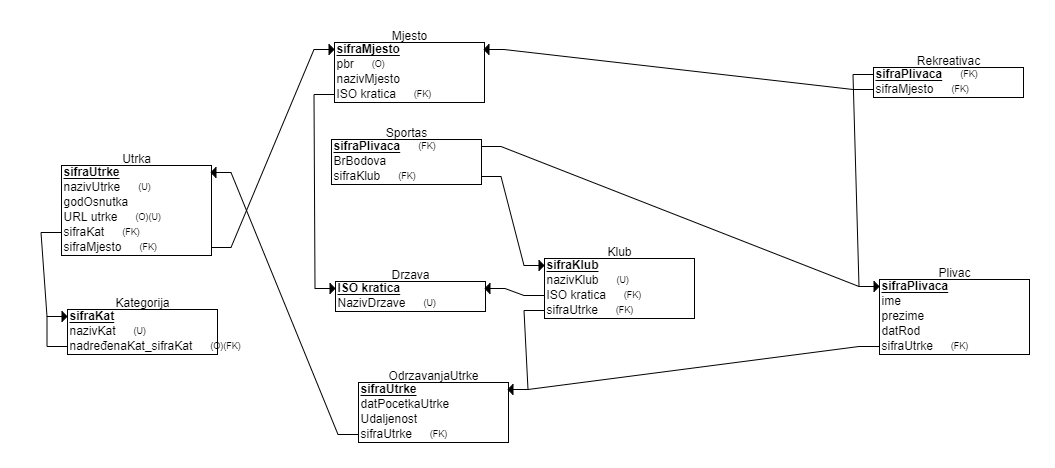 Mjesto
sifraMjesto
pbr (O)
nazivMjesto
ISO kratica (FK)
Rekreativac
sifraPlivaca (FK)
sifraMjesto (FK)
Sportas
sifraPlivaca (FK)
BrBodova
sifraKlub (FK)
Utrka
sifraUtrke
nazivUtrke (U)
godOsnutka
URL utrke (O)(U)
sifraKat (FK)
sifraMjesto (FK)
Klub
sifraKlub
nazivKlub (U)
ISO kratica (FK)
sifraUtrke (FK)
Drzava
ISO kratica
NazivDrzave (U)
Plivac
sifraPlivaca
ime
prezime
datRod
sifraUtrke (FK)
Kategorija
sifraKat
nazivKat (U)
nadređenaKat_sifraKat (O)(FK)
OdrzavanjaUtrke
sifraUtrke
datPocetkaUtrke
Udaljenost
sifraUtrke (FK)